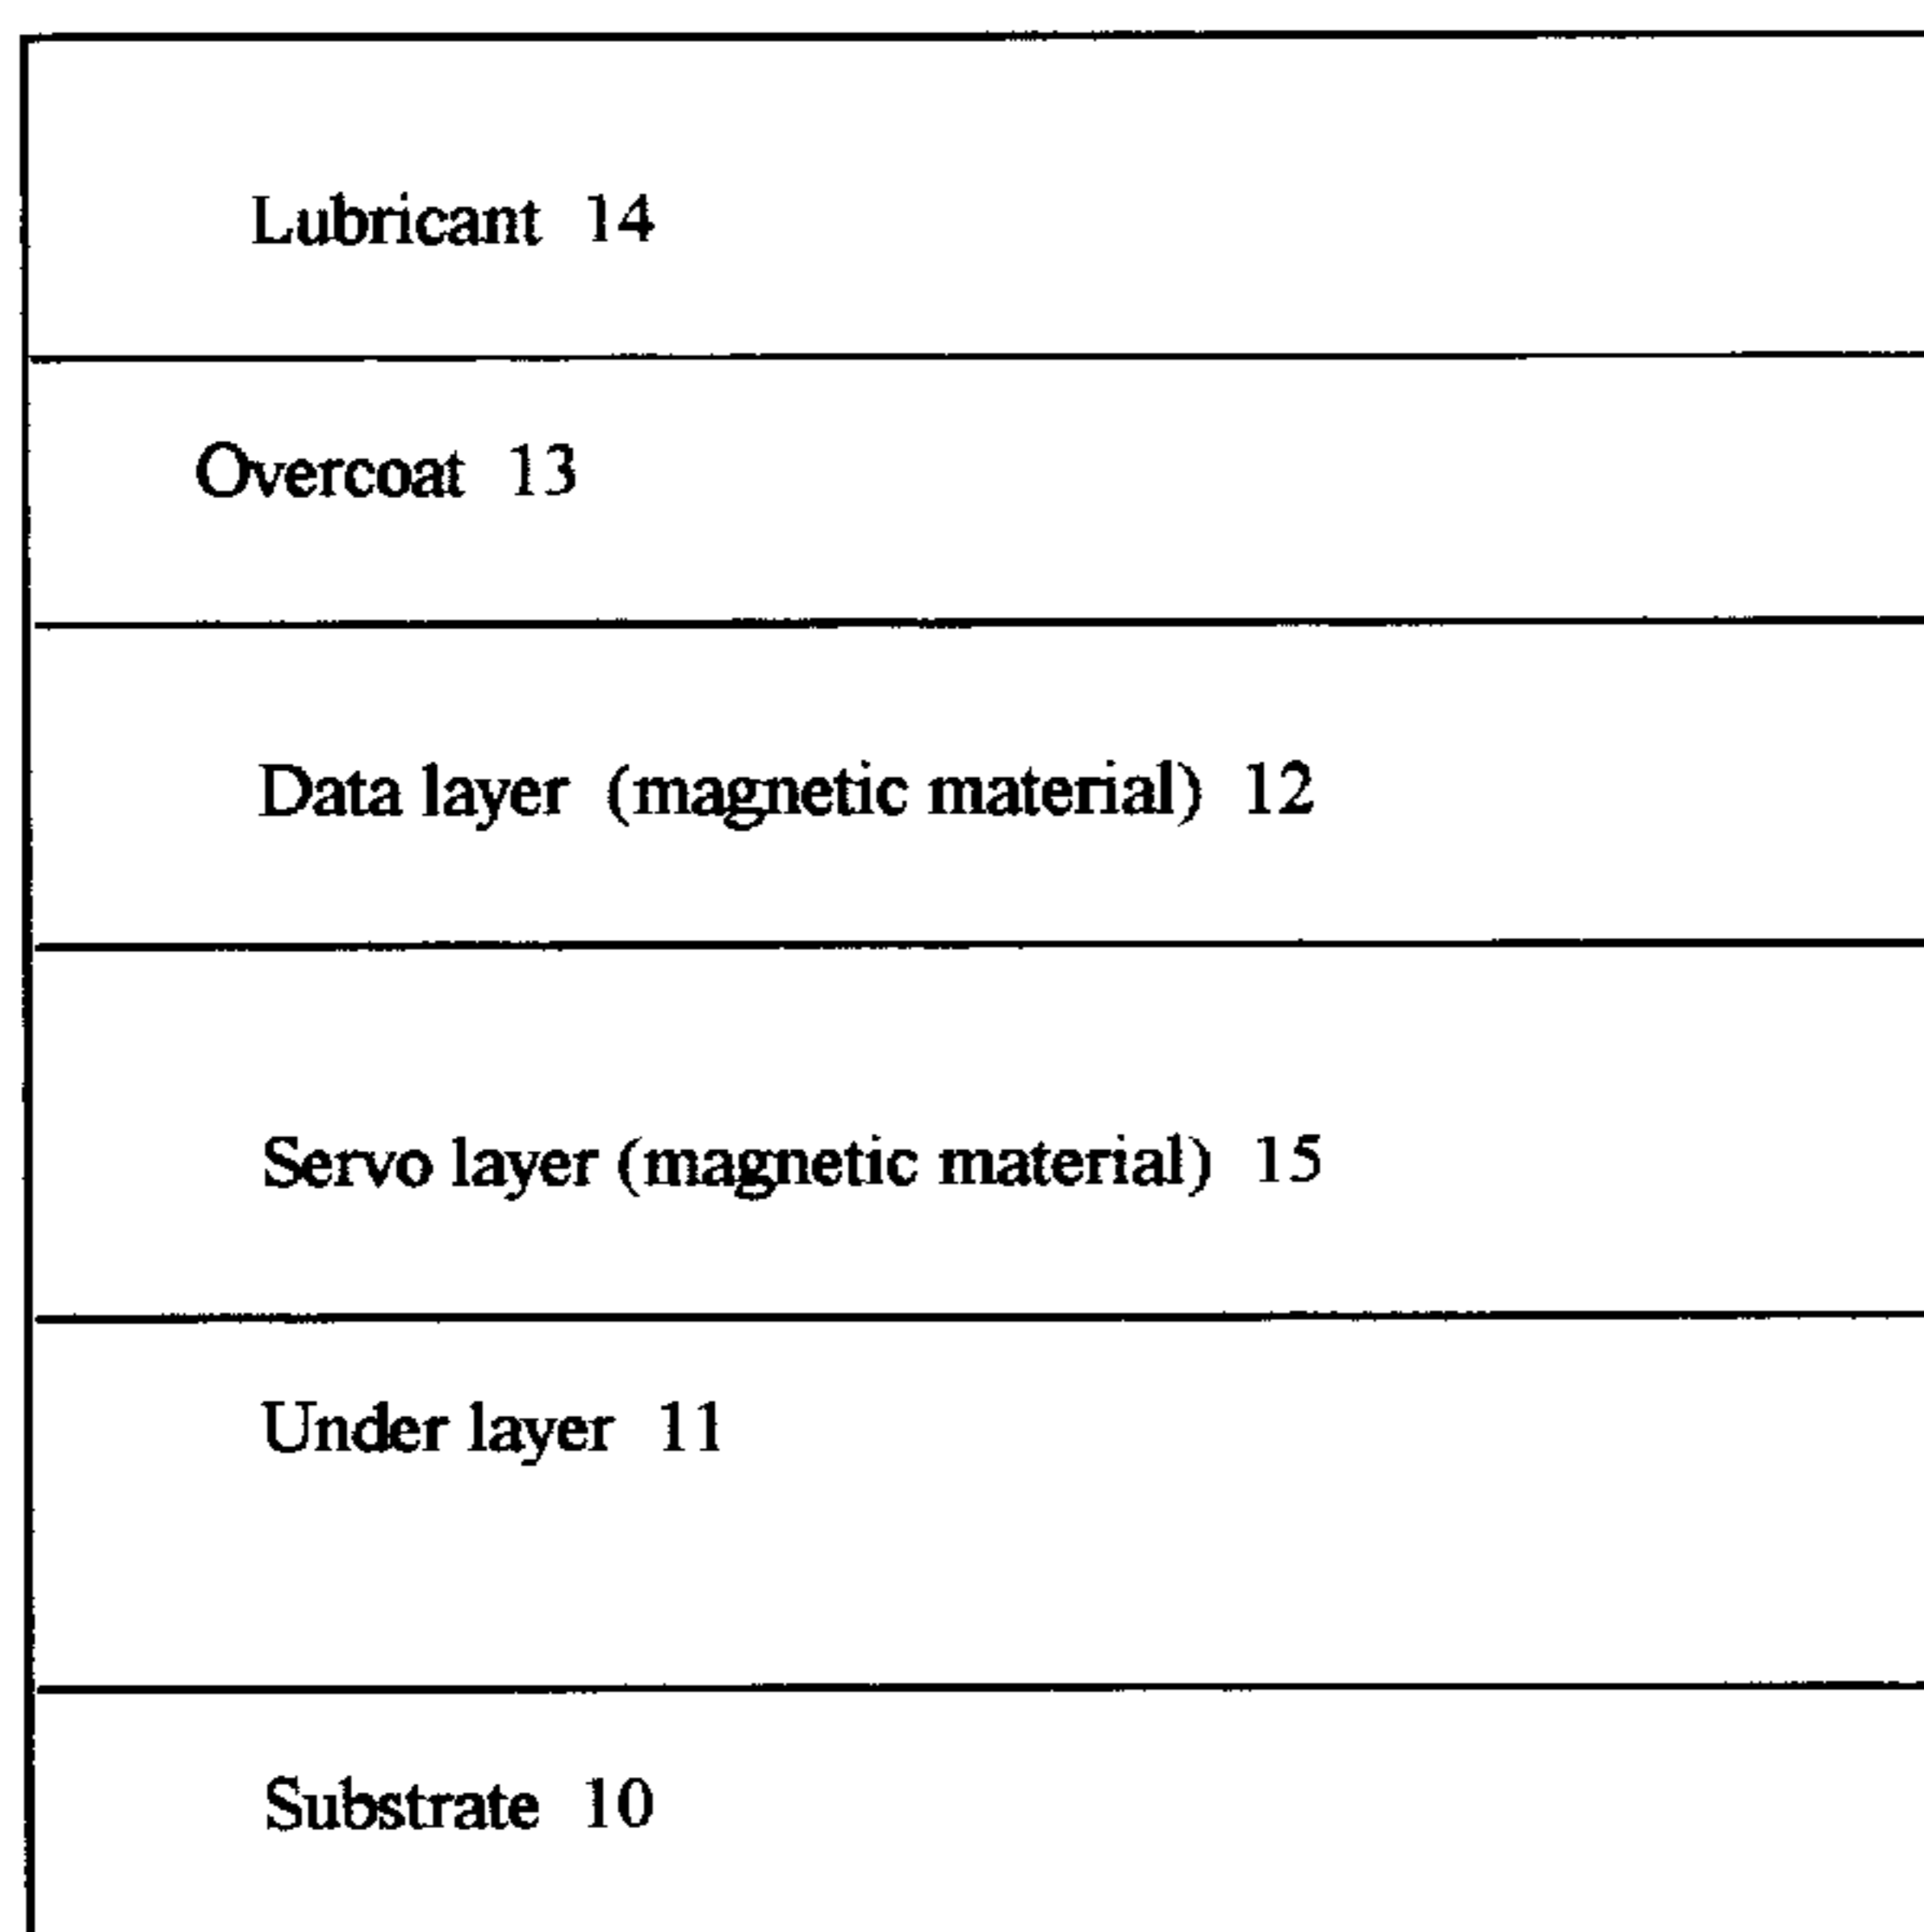 Lubricant 14
Overcoat 13
Data layer (magnetic material) 12
Servo layer (magnetic material) 15
Under layer 11
Substrate 10